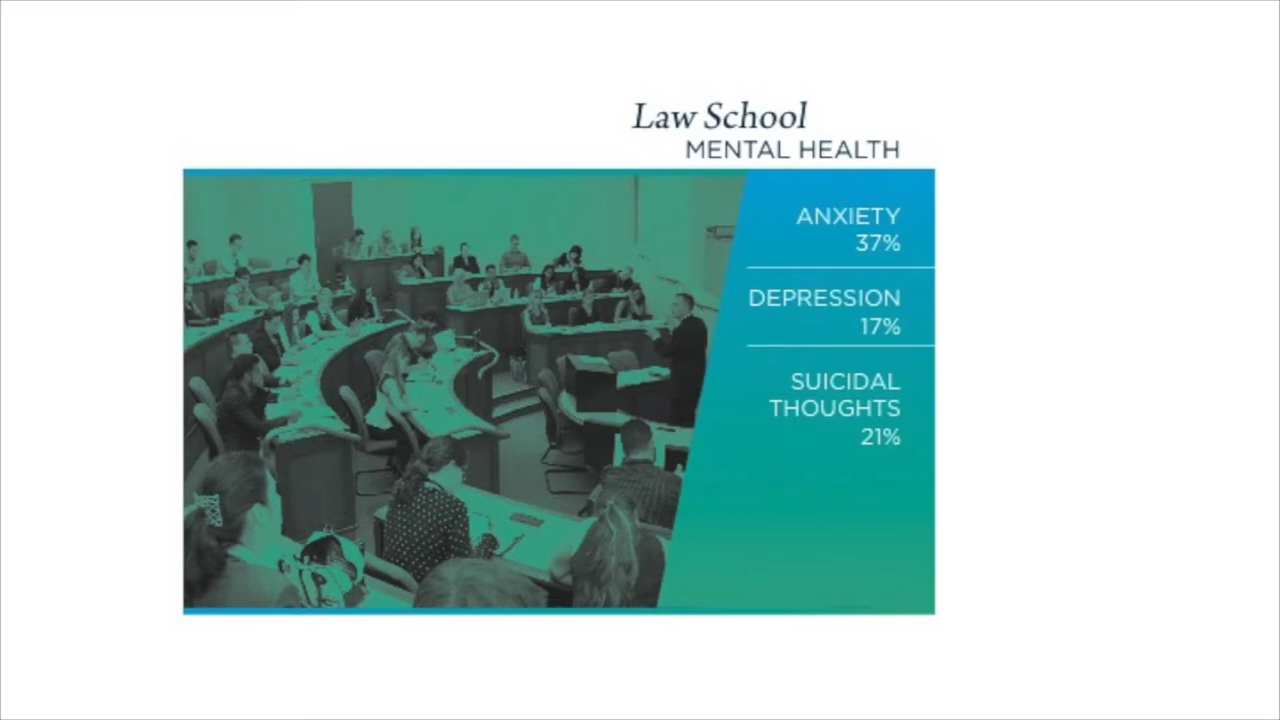 Law School
MENTAL HEALTH
ANXIETY
37%
DEPRESSION
17%
SUICIDAL
THOUGHTS
21%